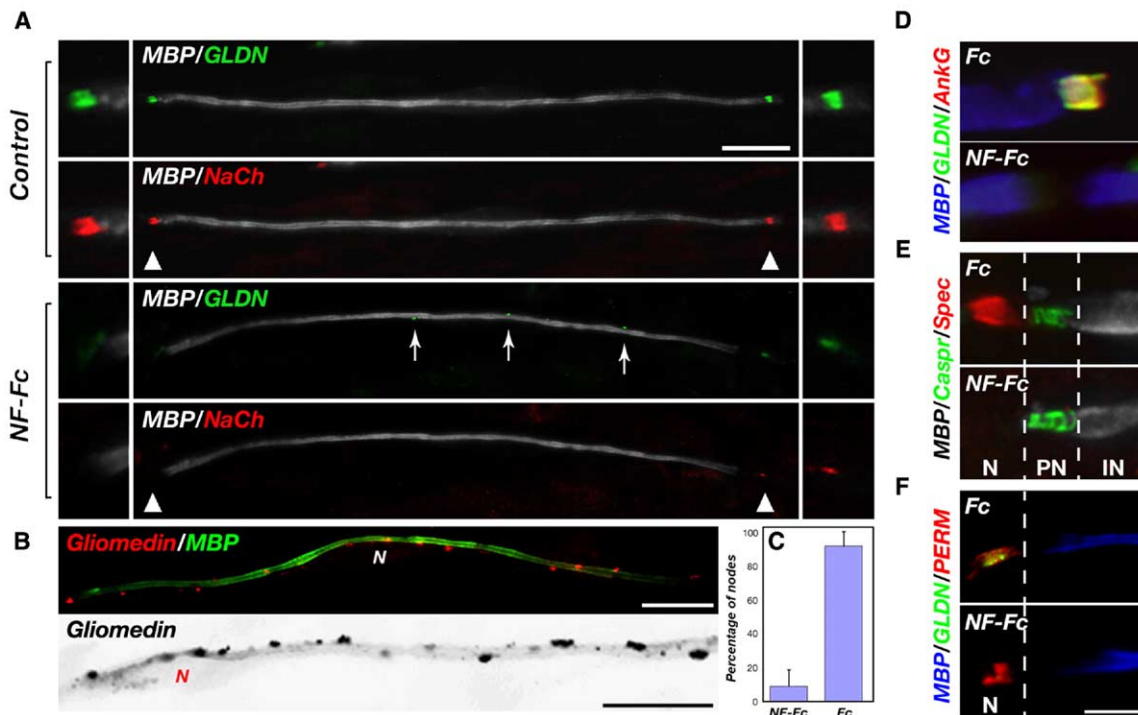 A
Control
MBP/GLDN
MBP/NaCh
NF-Fc
MBP/GLDN
MBP/NaCh
B
Gliomedin/MBP
N
Gliomedin
N
C
Percentage of nodes
100
80
60
40
20
0
NF-Fc
Fc
D
MBP/GLDN/AnkG
Fc
NF-Fc
E
MBP/Caspr/Spec
Fc
NF-Fc
N PN IN
F
MBP/GLDN/PERM
Fc
NF-Fc
N